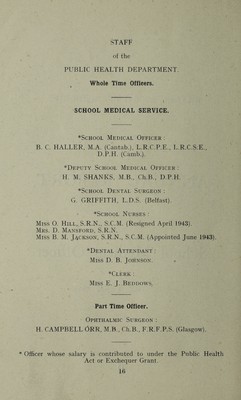 STAFF
of the
PUBLIC HEALTH DEPARTMENT.
Whole Time Officers.
SCHOOL MEDICAL SERVICE.
*School Medical Officer :
B. C. HALLER, M.A. (Cantab.), L.R.C.P.E., L.R.C.S.E.,
D.P.H. (Camb.).
*Deputy School Medical Officer :
H. M. SHANKS, M.B., Ch.B., D.P.H.
*School Dental Surgeon :
G. GRIFFITH, L.D.S. (Belfast).
*School Nurses :
Miss O. Hill, S.R.N., S.C.M. (Resigned April 1943).
Mrs. D. Mansford, S.R.N.
Miss B. M. Jackson, S.R.N., S.C.M. (Appointed June 1943).
*Dental Attendant :
Miss D. B. Johnson.
*Clerk :
Miss E. J. Beddows.
Part Time Officer.
Ophthalmic Surgeon :
H. CAMPBELL ORR, M.B., Ch.B., F.R.F.P.S. (Glasgow).
* Officer whose salary is contributed to under the Public Health
Act or Exchequer Grant.
16